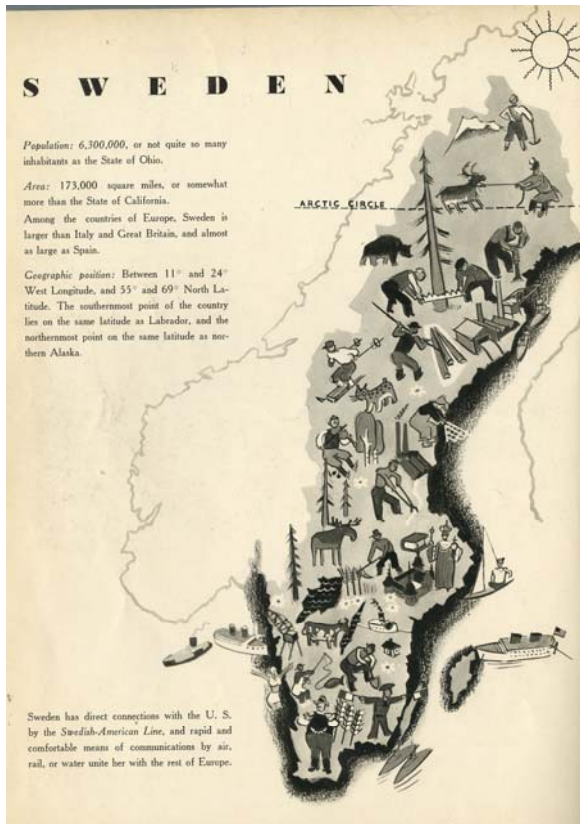 SWEDEN
Population: 6,300,000, or not quite so many
inhabitants as the State of Ohio.
Area: 173,000 square miles, or somewhat
more than the State of California.
Among the countries of Europe, Sweden is
larger than Italy and Great Britain, and almost
as large as Spain.
Geographic position: Between 11° and 24°
West Longitude, and 55° and 69° North La-
titude. The southernmost point of the country
lies on the same latitude as Labrador, and the
northernmost point on the same latitude as nor-
thern Alaska.
ARCTIC CIRCLE
Sweden has direct connections with the U. S.
by the Swedish-American Line, and rapid and
comfortable means of communications by air,
rail, or water unite her with the rest of Europe.